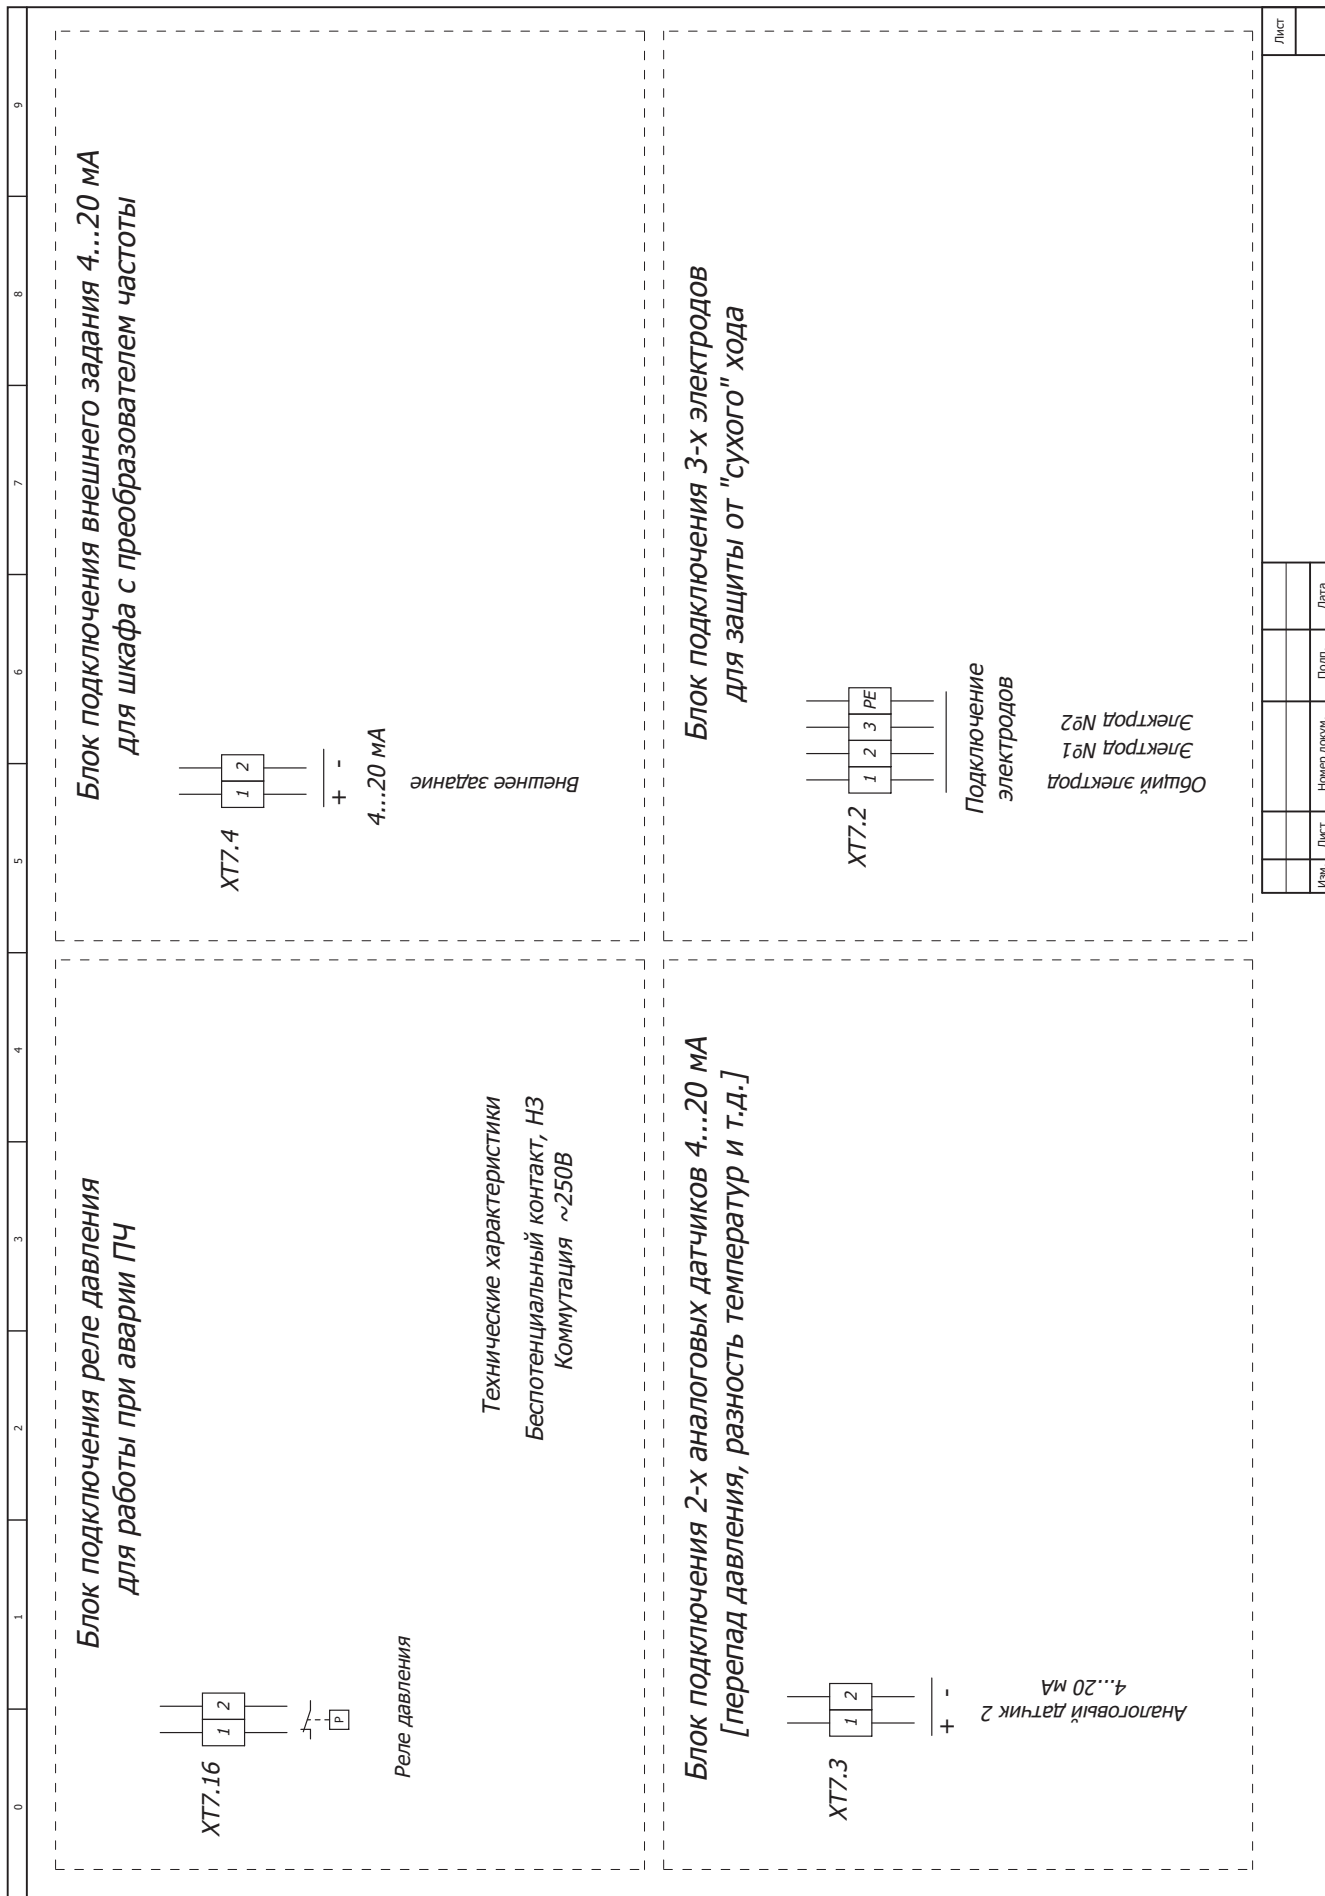 0
1
2
3
4
5
6
7
8
9
Блок подключения реле давления
для работы при аварии ПЧ
XT7.16
1 2
P
Реле давления
Технические характеристики
Беспотенциальный контакт, НЗ
Коммутация ~250В
Блок подключения внешнего задания 4...20 мА
для шкафа с преобразователем частоты
XT7.4
1 2
+ -
4...20 мА
Внешнее задание
Блок подключения 2-х аналоговых датчиков 4...20 мА
[перепад давления, разность температур и т.д.]
XT7.3
1 2
+ -
Аналоговый датчик 2
4...20 мА
Блок подключения 3-х электродов
для защиты от "сухого" хода
XT7.2
1 2 3 PE
Подключение
электродов
Общий электрод
Электрод №1
Электрод №2
Изм. Лист Номер докум. Подп. Дата
Лист